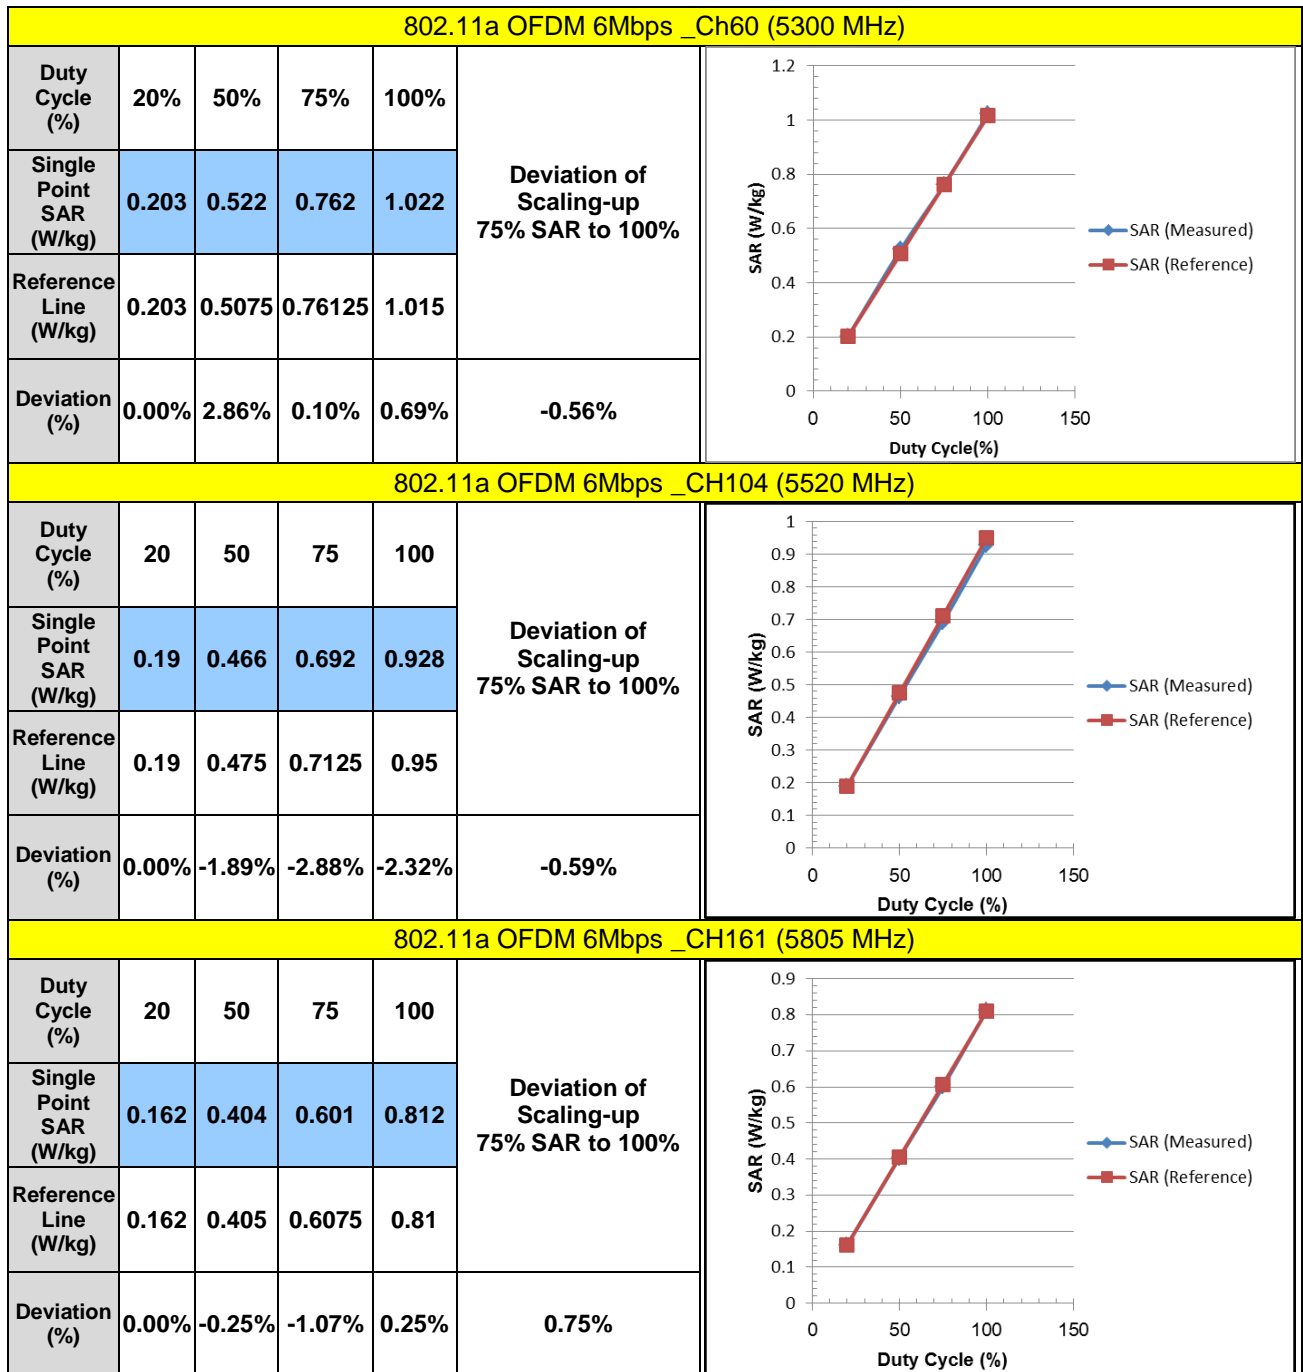 802.11a OFDM 6Mbps _Ch60 (5300 MHz)
Duty
Cycle
(%)
20% 50% 75% 100%
Single
Point
SAR
(W/kg)
0.203 0.522 0.762 1.022
Reference
Line
(W/kg)
0.203 0.5075 0.76125 1.015
Deviation
(%)
0.00% 2.86% 0.10% 0.69%
Deviation of
Scaling-up
75% SAR to 100%
-0.56%
1.2
1
0.8
0.6
0.4
0.2
0
SAR (W/kg)
0 50 100 150
Duty Cycle(%)
SAR (Measured)
SAR (Reference)
802.11a OFDM 6Mbps _CH104 (5520 MHz)
Duty
Cycle
(%)
20 50 75 100
Single
Point
SAR
(W/kg)
0.19 0.466 0.692 0.928
Reference
Line
(W/kg)
0.19 0.475 0.7125 0.95
Deviation
(%)
0.00% -1.89% -2.88% -2.32%
Deviation of
Scaling-up
75% SAR to 100%
-0.59%
1
0.9
0.8
0.7
0.6
0.5
0.4
0.3
0.2
0.1
0
SAR (W/kg)
0 50 100 150
Duty Cycle (%)
SAR (Measured)
SAR (Reference)
802.11a OFDM 6Mbps _CH161 (5805 MHz)
Duty
Cycle
(%)
20 50 75 100
Single
Point
SAR
(W/kg)
0.162 0.404 0.601 0.812
Reference
Line
(W/kg)
0.162 0.405 0.6075 0.81
Deviation
(%)
0.00% -0.25% -1.07% 0.25%
Deviation of
Scaling-up
75% SAR to 100%
0.75%
0.9
0.8
0.7
0.6
0.5
0.4
0.3
0.2
0.1
0
SAR (W/kg)
0 50 100 150
Duty Cycle (%)
SAR (Measured)
SAR (Reference)